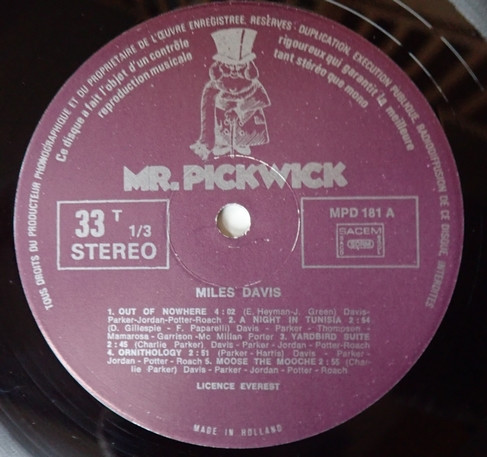 TOUS DROITS DU PRODUCTEUR PHONOGRAPHIQUE ET DU PROPRIETAIRE DE L'ŒUVRE ENREGISTREE, RESERVES - DUPLICATION, EXECUTION PUBLIQUE, RADIODIFFUSION DE CE DISQUE, INTERDITE
Ce disque a fait l'objet d'un contrôle
rigoureux qui garantit la meilleure
reproduction musicale
tant stéréo que mono
MR. PICKWICK
33 T 1/3
STEREO
MPD 181 A
SACEM
MILES DAVIS
1. OUT OF NOWHERE 4:02 (E. Heyman-J. Green) Davis-
Parker-Jordan-Potter-Roach 2. A NIGHT IN TUNISIA 2:54
(D. Gillespie - F. Paparelli) Davis - Parker - Thompson -
Mamarosa - Garrison-Mc Millan Porter 3. YARDBIRD SUITE
2:45 (Charlie Parker) Davis - Parker - Jordan - Potter-Roach
4. ORNITHOLOGY 2:51 (Parker - Harris) Davis - Parker -
Jordan - Potter - Roach 5. MOOSE THE MOOCHE 2:55 (Char-
lie Parker) Davis - Parker - Jordan - Potter - Roach
LICENCE EVEREST
MADE IN HOLLAND